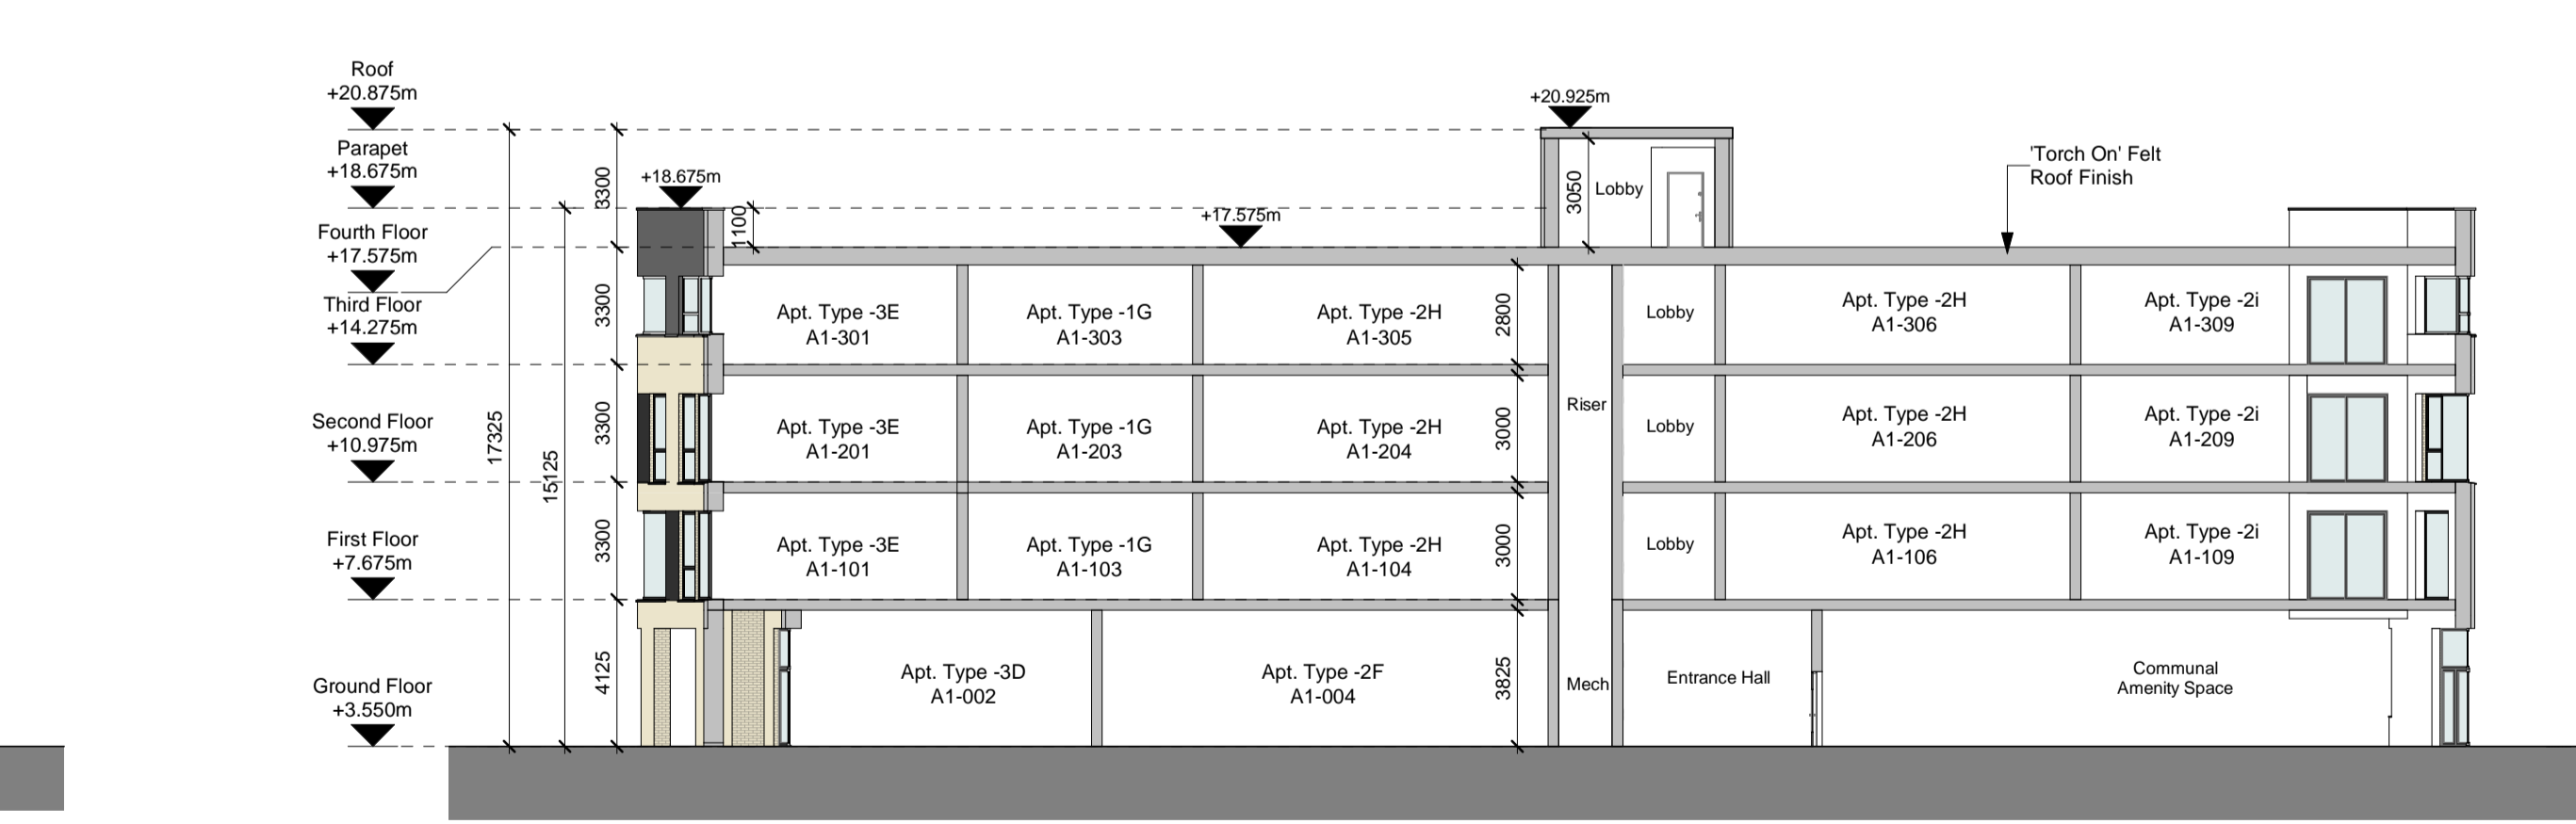 Roof
+20.875m
Parapet
+18.675m
Fourth Floor
+17.575m
Third Floor
+14.275m
Second Floor
+10.975m
First Floor
+7.675m
Ground Floor
+3.550m
17325
15125
3300
3300
3300
3300
4125
+18.675m
1100
+17.575m
+20.925m
3050
Lobby
'Torch On' Felt
Roof Finish
Apt. Type -3E
A1-301
Apt. Type -1G
A1-303
Apt. Type -2H
A1-305
2800
Lobby
Apt. Type -2H
A1-306
Apt. Type -2i
A1-309
Riser
Apt. Type -3E
A1-201
Apt. Type -1G
A1-203
Apt. Type -2H
A1-204
3000
Lobby
Apt. Type -2H
A1-206
Apt. Type -2i
A1-209
Apt. Type -3E
A1-101
Apt. Type -1G
A1-103
Apt. Type -2H
A1-104
3000
Lobby
Apt. Type -2H
A1-106
Apt. Type -2i
A1-109
Apt. Type -3D
A1-002
Apt. Type -2F
A1-004
3825
Mech
Entrance Hall
Communal
Amenity Space